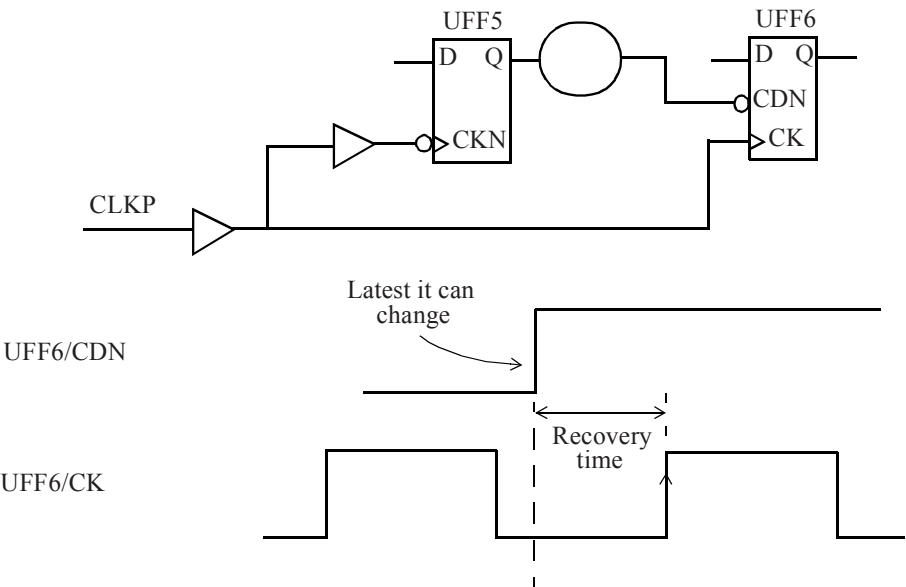 UFF5
UFF6
D Q
D Q
CDN
CKN
CK
CLKP
Latest it can
change
UFF6/CDN
Recovery
time
UFF6/CK